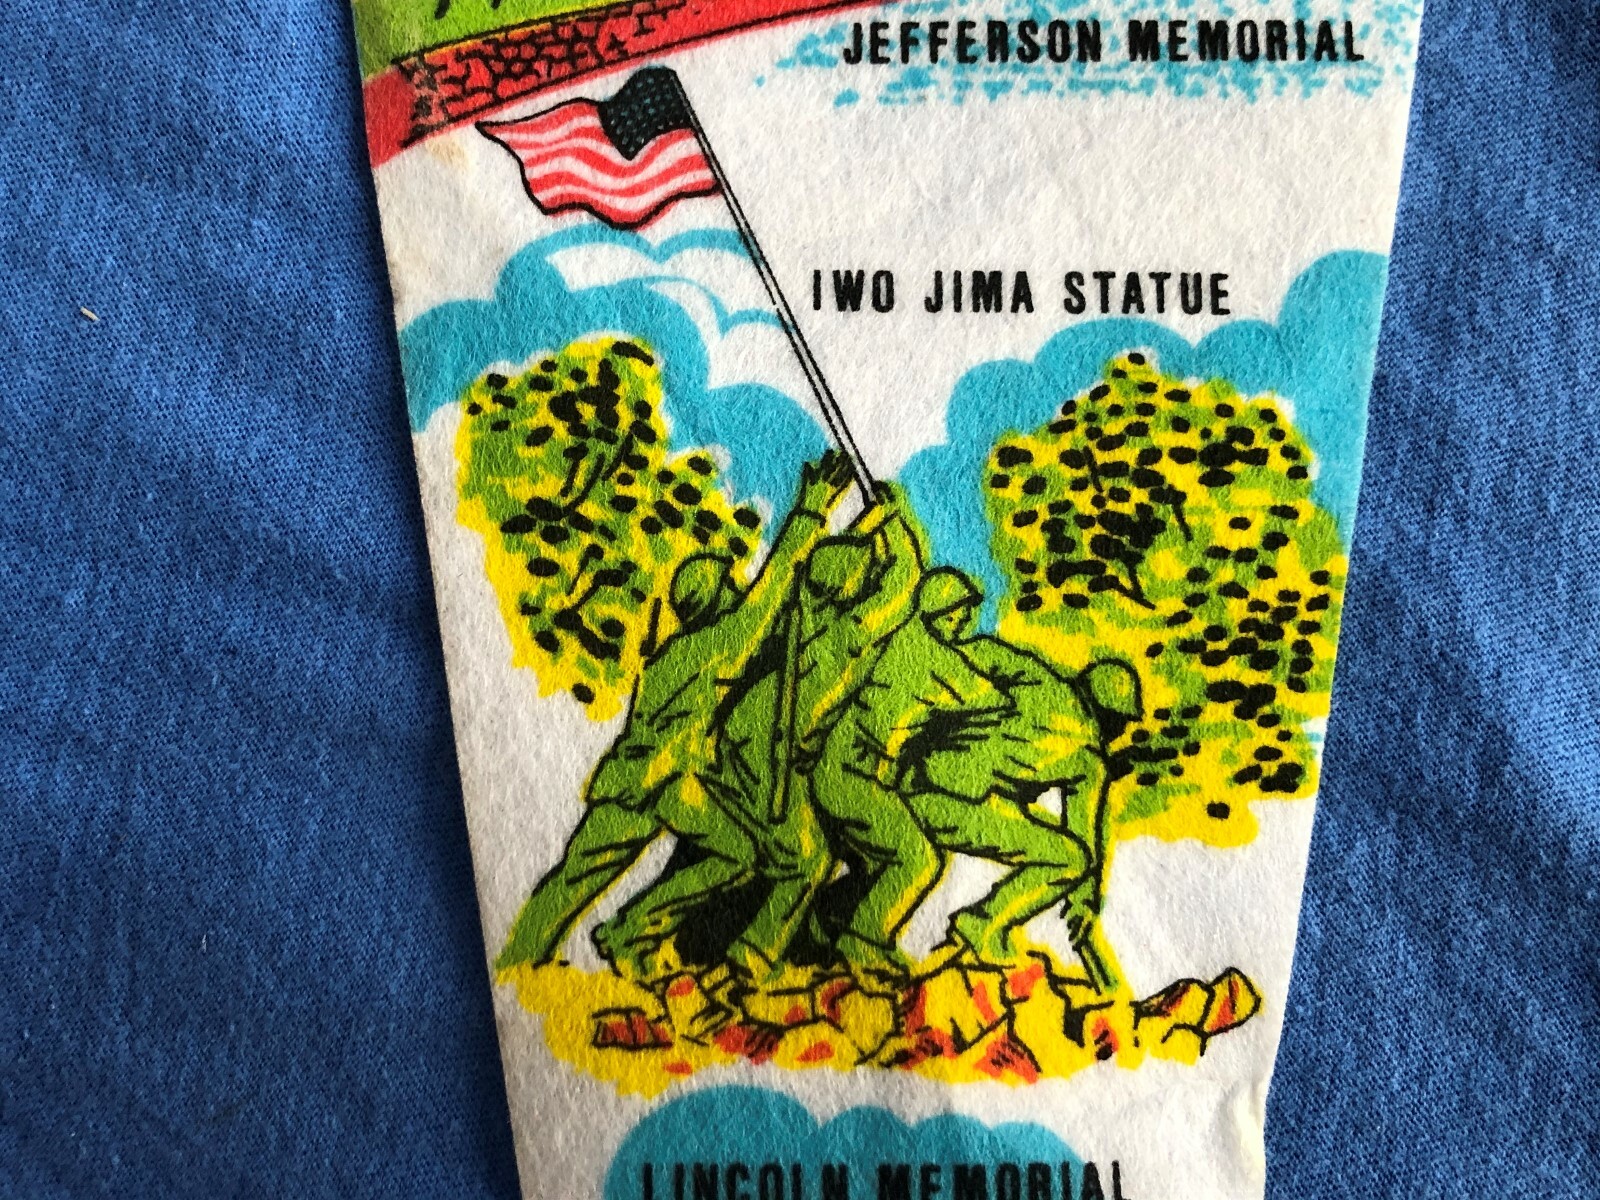 JEFFERSON MEMORIAL
IWO JIMA STATUE
LINCOLN MEMORIAL